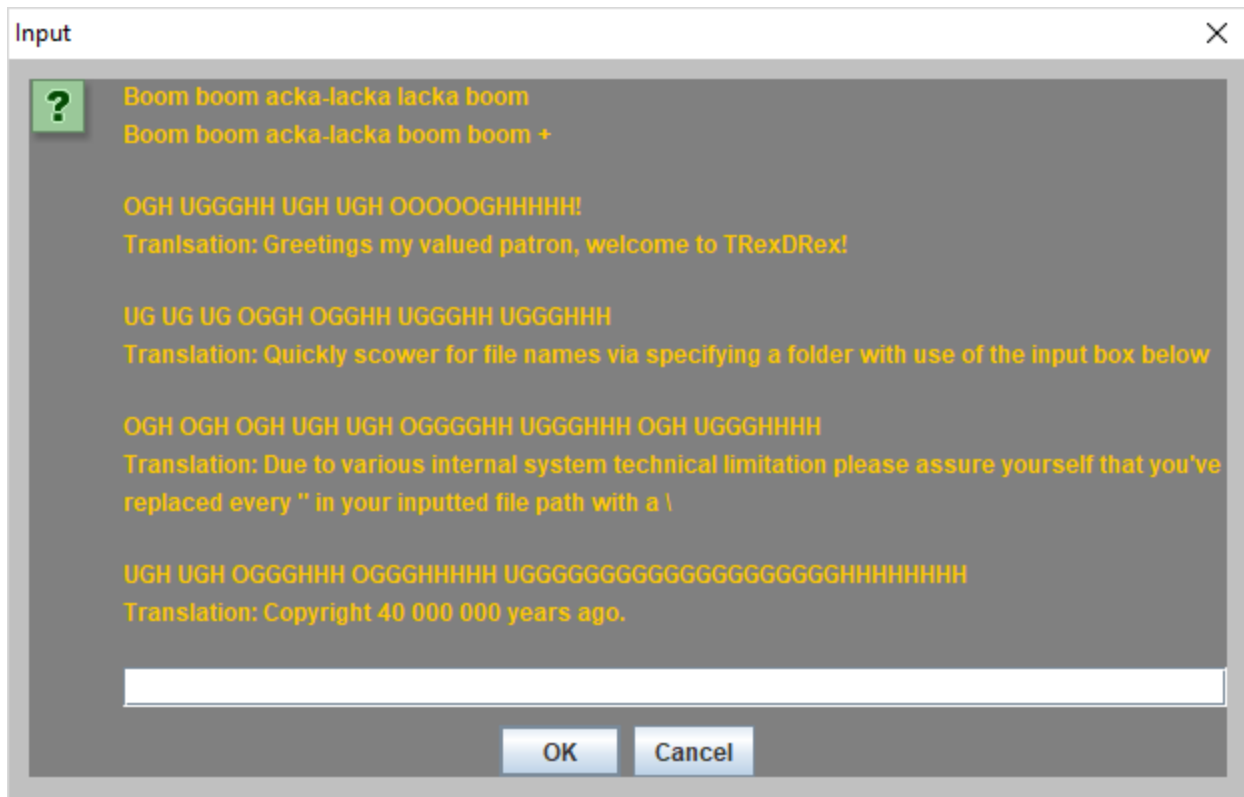 Input
?
Boom boom acka-lacka lacka boom
Boom boom acka-lacka boom boom +
OGH UGGGHH UGH UGH OOOOOGHHHHH!
Tranlsation: Greetings my valued patron, welcome to TRexDRex!
UG UG UG OGGH OGGHH UGGGHH UGGGHHH
Translation: Quickly scower for file names via specifying a folder with use of the input box below
OGH OGH OGH UGH UGH OGGGGHH UGGGHHH OGH UGGGHHHH
Translation: Due to various internal system technical limitation please assure yourself that you've
replaced every '' in your inputted file path with a \
UGH UGH OGGGHHH OGGGHHHHH UGGGGGGGGGGGGGGGGGGGGHHHHHHHH
Translation: Copyright 40 000 000 years ago.
OK Cancel